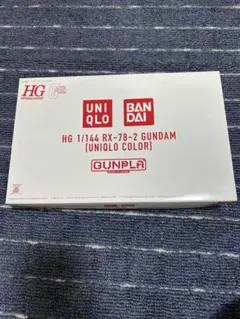 HG
UNI
QLO
BAN
DAI
HG 1/144 RX-78-2 GUNDAM
[UNIQLO COLOR]
GUNPLA